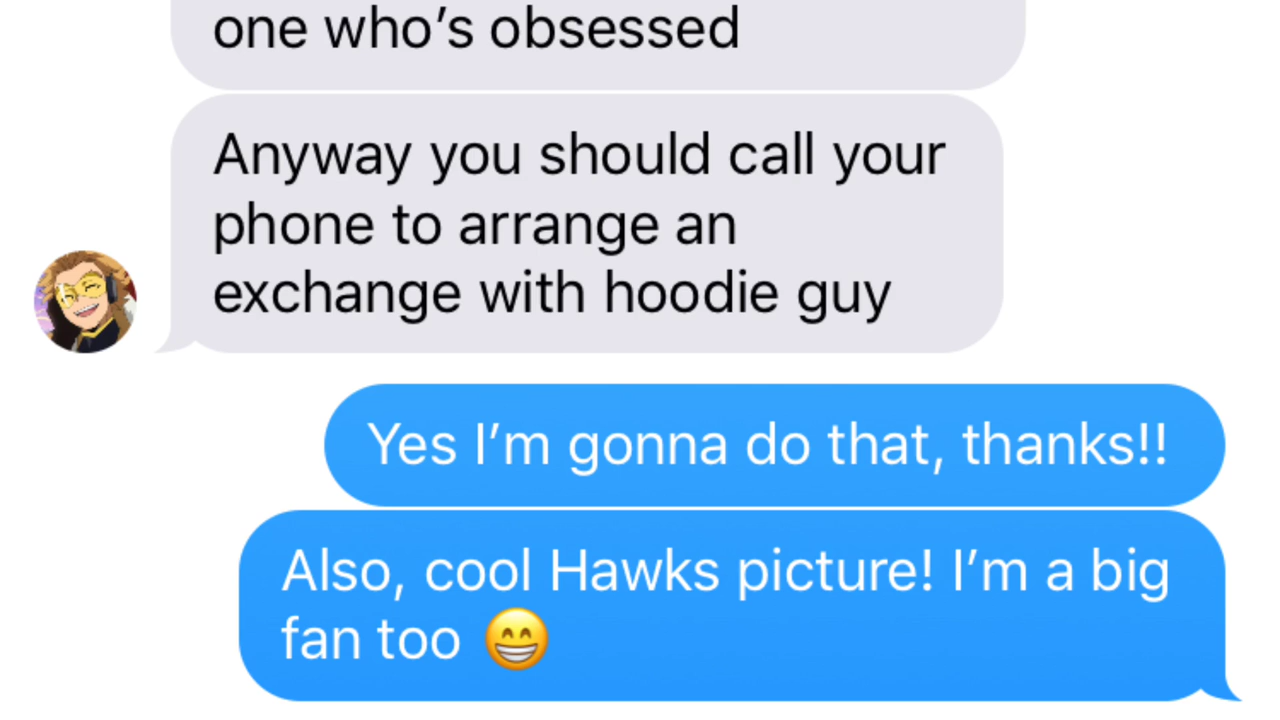 one who’s obsessed
Anyway you should call your
phone to arrange an
exchange with hoodie guy
Yes I’m gonna do that, thanks!!
Also, cool Hawks picture! I’m a big
fan too 😁